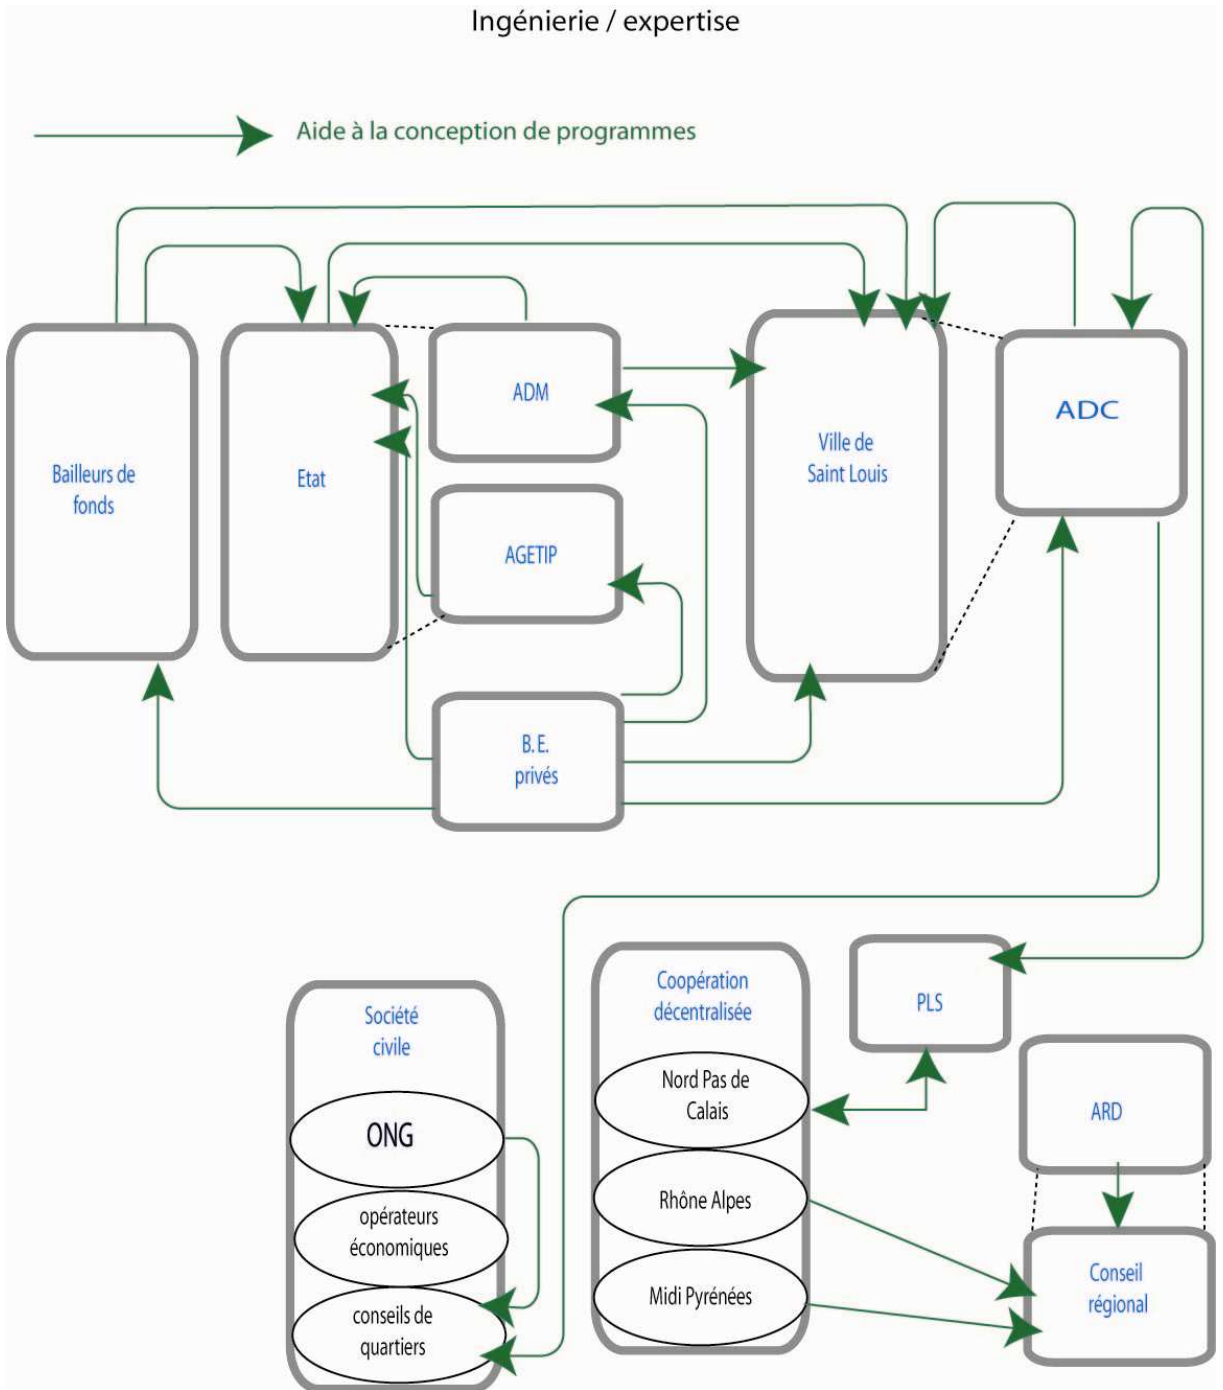 Ingénierie / expertise
Aide à la conception de programmes
Bailleurs de
fonds
Etat
ADM
AGETIP
B. E.
privés
Ville de
Saint Louis
ADC
Société
civile
ONG
opérateurs
économiques
conseils de
quartiers
Coopération
décentralisée
Nord Pas de
Calais
Rhône Alpes
Midi Pyrénées
PLS
ARD
Conseil
régional